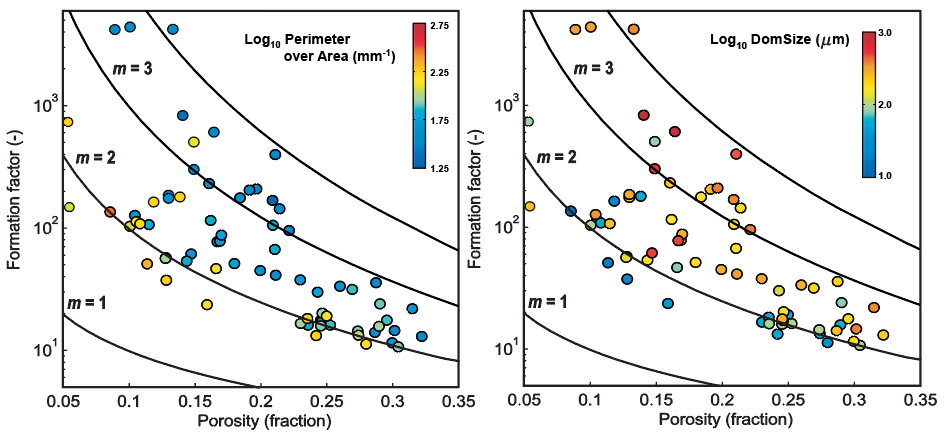 Log10 Perimeter
over Area (mm-1)
2.75
2.25
1.75
1.25
m = 3
m = 2
m = 1
10³
10²
10¹
Formation factor (-)
0.05 0.1 0.15 0.2 0.25 0.3 0.35
Porosity (fraction)
Log10 DomSize (μm)
3.0
2.0
1.0
m = 3
m = 2
m = 1
10³
10²
10¹
Formation factor (-)
0.05 0.1 0.15 0.2 0.25 0.3 0.35
Porosity (fraction)